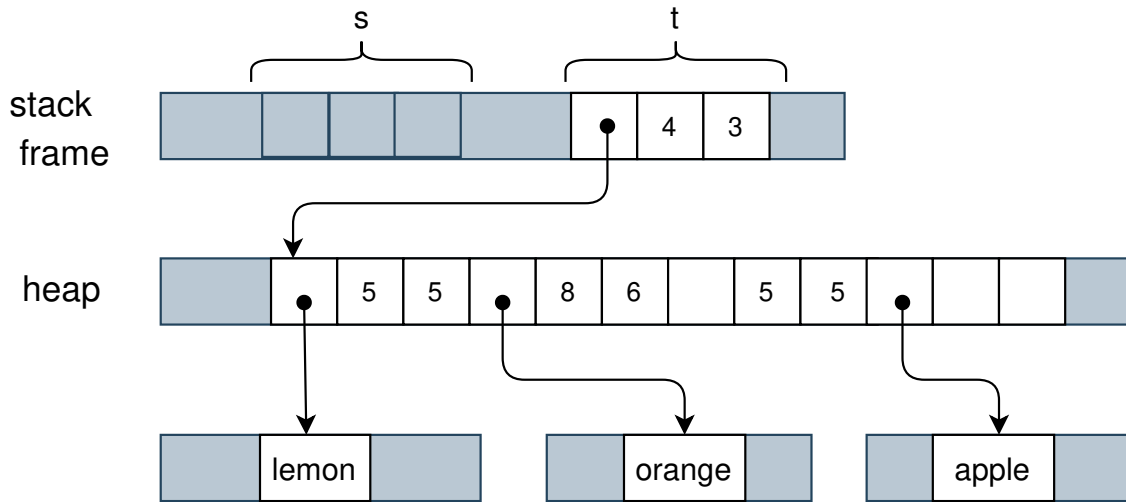 s t
stack
frame
4 3
heap
5 5 8 6 5 5
lemon orange apple